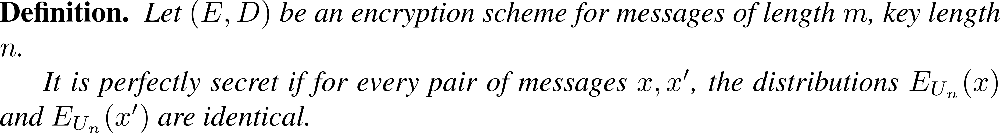 Definition. Let (E, D) be an encryption scheme for messages of length m, key length
n.
It is perfectly secret if for every pair of messages x, x′, the distributions E_{U_n}(x)
and E_{U_n}(x′) are identical.